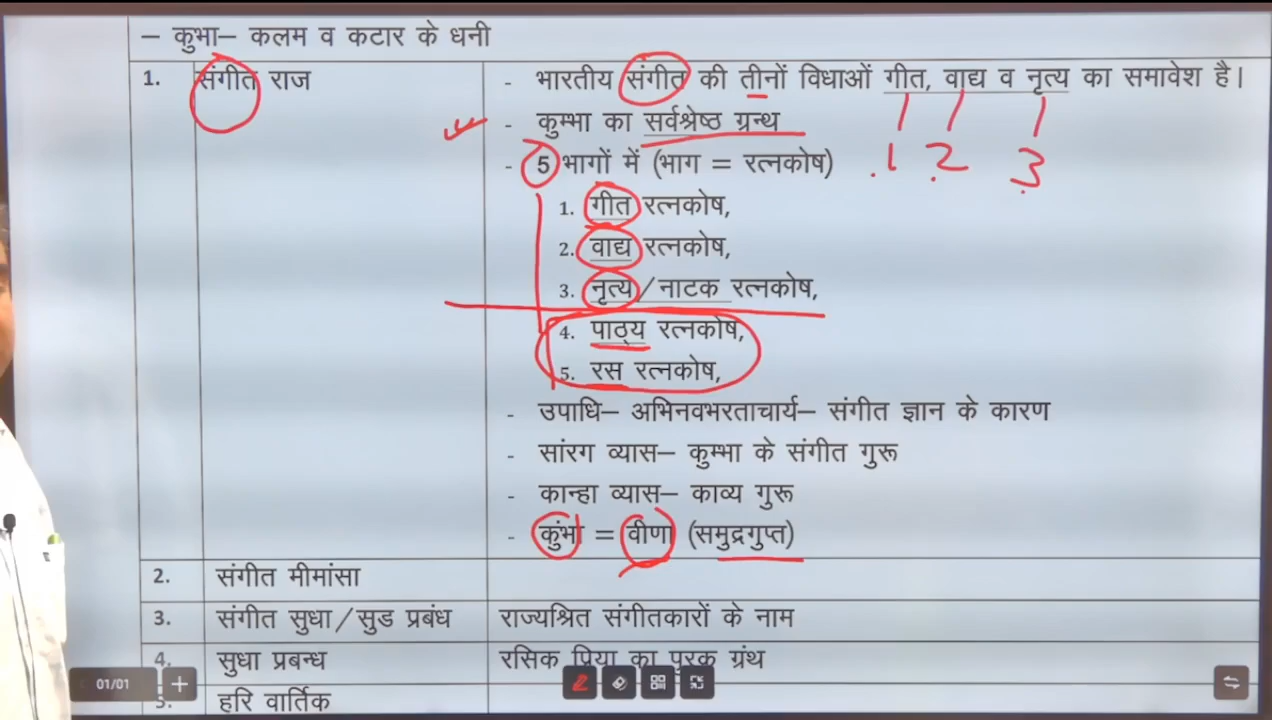 – कुभा– कलम व कटार के धनी
1. संगीत राज
- भारतीय संगीत की तीनों विधाओं गीत, वाद्य व नृत्य का समावेश है।
- कुम्भा का सर्वश्रेष्ठ ग्रन्थ
- 5 भागों में (भाग = रत्नकोष)
1 2 3
1. गीत रत्नकोष,
2. वाद्य रत्नकोष,
3. नृत्य/नाटक रत्नकोष,
4. पाठ्य रत्नकोष,
5. रस रत्नकोष,
- उपाधि– अभिनवभरताचार्य– संगीत ज्ञान के कारण
- सांरग व्यास– कुम्भा के संगीत गुरू
- कान्हा व्यास– काव्य गुरू
- कुंभा = वीणा (समुद्रगुप्त)
2. संगीत मीमांसा
3. संगीत सुधा/सुड प्रबंध राज्यश्रित संगीतकारों के नाम
4. सुधा प्रबन्ध रसिक प्रिया का पुरक ग्रंथ
5. हरि वार्तिक
01/01